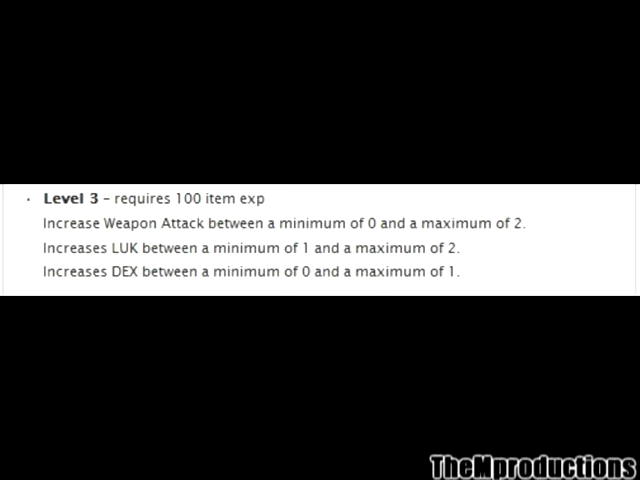 · Level 3 – requires 100 item exp
Increase Weapon Attack between a minimum of 0 and a maximum of 2.
Increases LUK between a minimum of 1 and a maximum of 2.
Increases DEX between a minimum of 0 and a maximum of 1.
TheMproductions